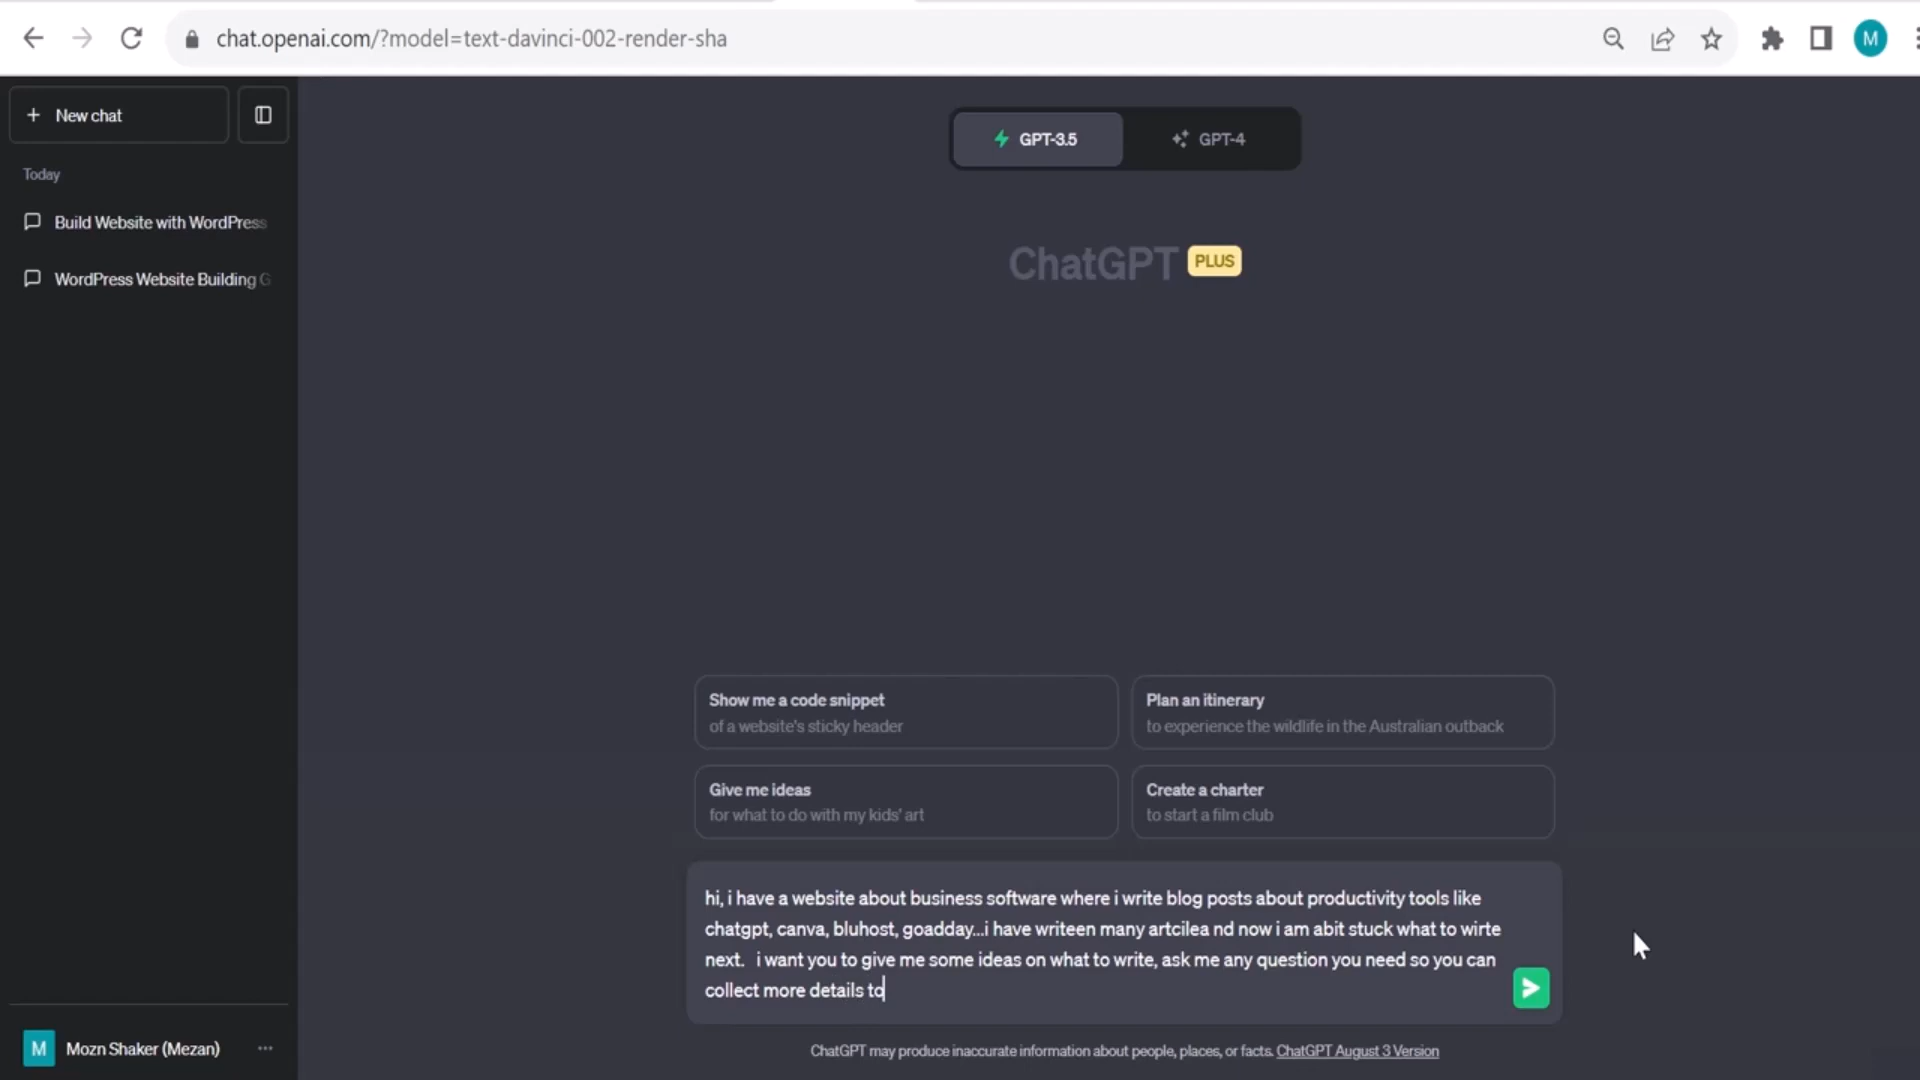 chat.openai.com/?model=text-davinci-002-render-sha
M
+ New chat
Today
Build Website with WordPress
WordPress Website Building G
GPT-3.5
GPT-4
ChatGPT PLUS
Show me a code snippet
of a website's sticky header
Plan an itinerary
to experience the wildlife in the Australian outback
Give me ideas
for what to do with my kids' art
Create a charter
to start a film club
hi, i have a website about business software where i write blog posts about productivity tools like
chatgpt, canva, bluhost, goadday...i have writeen many artcilea nd now i am abit stuck what to wirte
next. i want you to give me some ideas on what to write, ask me any question you need so you can
collect more details to
M Mozn Shaker (Mezan) ...
ChatGPT may produce inaccurate information about people, places, or facts. ChatGPT August 3 Version